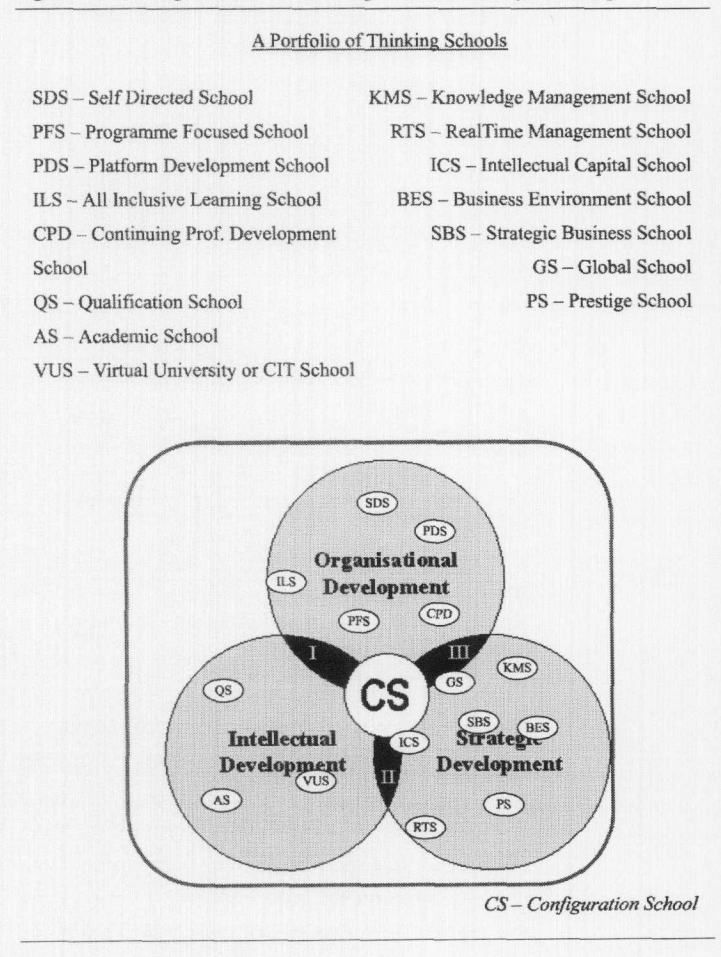 A Portfolio of Thinking Schools
SDS – Self Directed School
PFS – Programme Focused School
PDS – Platform Development School
ILS – All Inclusive Learning School
CPD – Continuing Prof. Development
School
QS – Qualification School
AS – Academic School
VUS – Virtual University or CIT School
KMS – Knowledge Management School
RTS – RealTime Management School
ICS – Intellectual Capital School
BES – Business Environment School
SBS – Strategic Business School
GS – Global School
PS – Prestige School
SDS
PDS
Organisational
Development
ILS
PFS
CPD
I
III
KMS
GS
QS
CS
SBS
BES
Intellectual
Development
ICS
Strategic
Development
II
VUS
AS
PS
RTS
CS – Configuration School